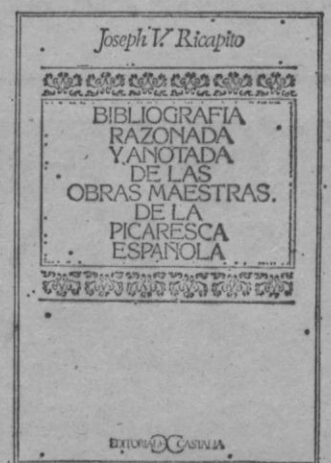 Joseph V. Ricapito
BIBLIOGRAFIA
RAZONADA
Y ANOTADA
DE LAS
OBRAS MAESTRAS
DE LA
PICARESCA
ESPAÑOLA
EDITORIAL CASTALIA